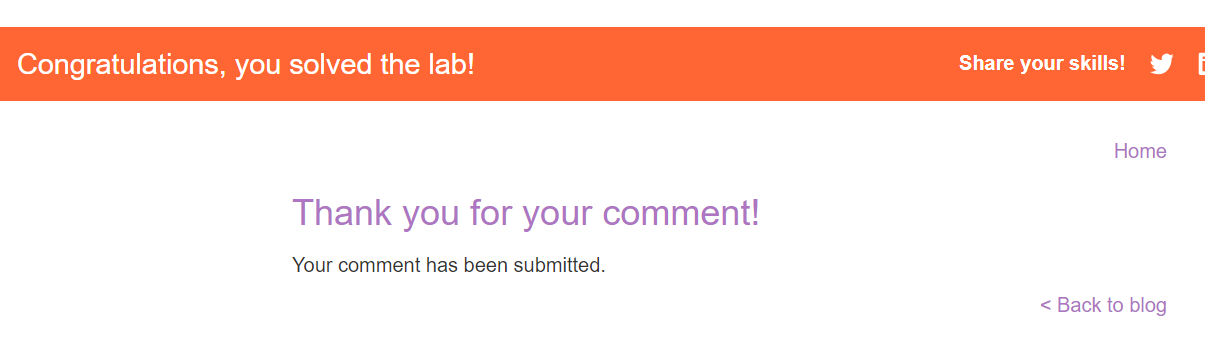 Congratulations, you solved the lab!
Share your skills!
Home
Thank you for your comment!
Your comment has been submitted.
< Back to blog